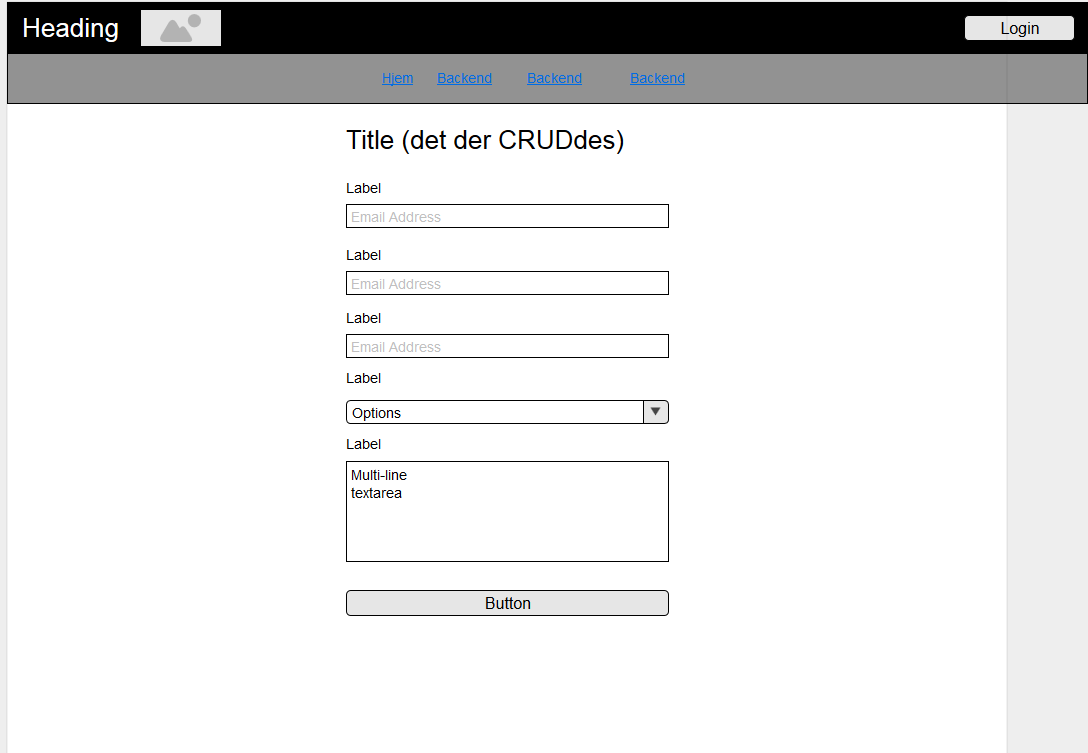 Heading
Login
Hjem Backend Backend Backend
Title (det der CRUDdes)
Label
Email Address
Label
Email Address
Label
Email Address
Label
Options
Label
Multi-line
textarea
Button